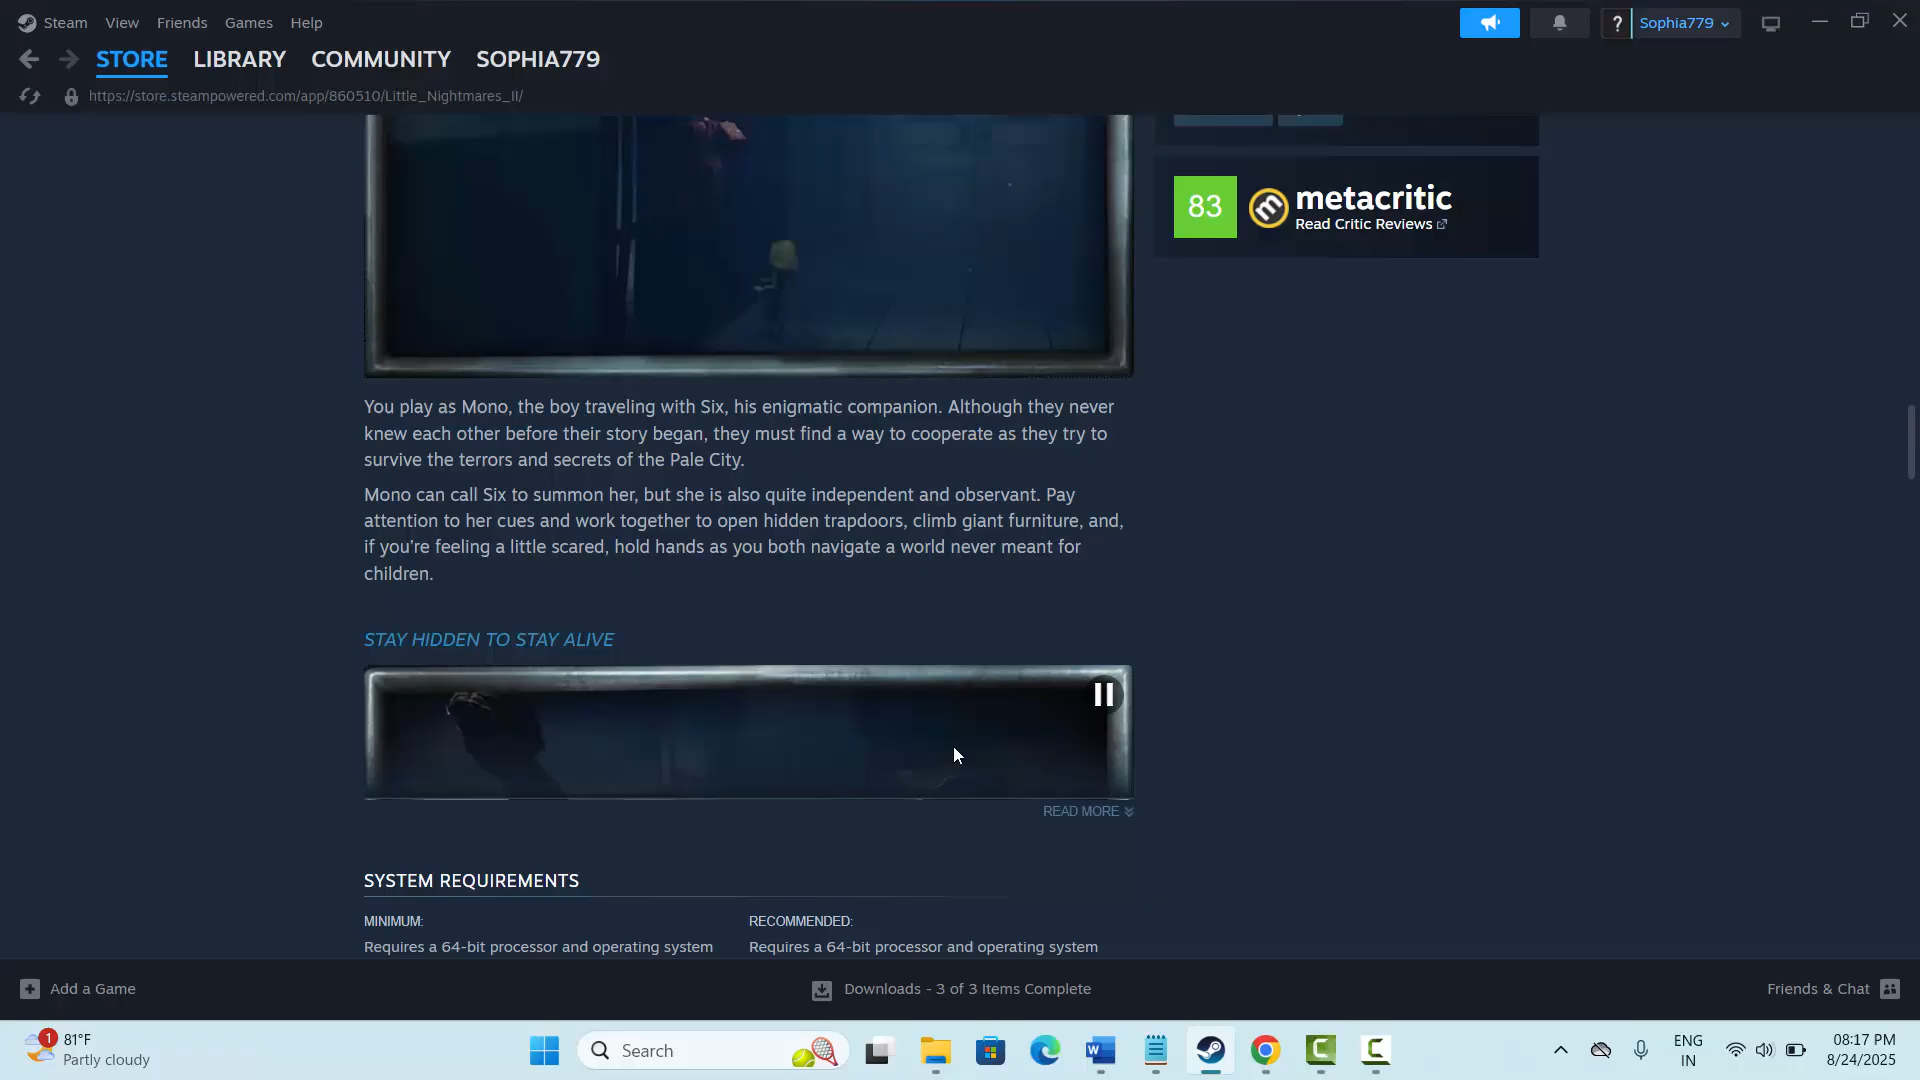 Steam View Friends Games Help
? Sophia779
STORE LIBRARY COMMUNITY SOPHIA779
https://store.steampowered.com/app/860510/Little_Nightmares_II/
83 metacritic
Read Critic Reviews
You play as Mono, the boy traveling with Six, his enigmatic companion. Although they never
knew each other before their story began, they must find a way to cooperate as they try to
survive the terrors and secrets of the Pale City.
Mono can call Six to summon her, but she is also quite independent and observant. Pay
attention to her cues and work together to open hidden trapdoors, climb giant furniture, and,
if you’re feeling a little scared, hold hands as you both navigate a world never meant for
children.
STAY HIDDEN TO STAY ALIVE
READ MORE
SYSTEM REQUIREMENTS
MINIMUM:
Requires a 64-bit processor and operating system
RECOMMENDED:
Requires a 64-bit processor and operating system
Add a Game
Downloads - 3 of 3 Items Complete
Friends & Chat
1
81°F
Partly cloudy
Search
ENG
IN
08:17 PM
8/24/2025